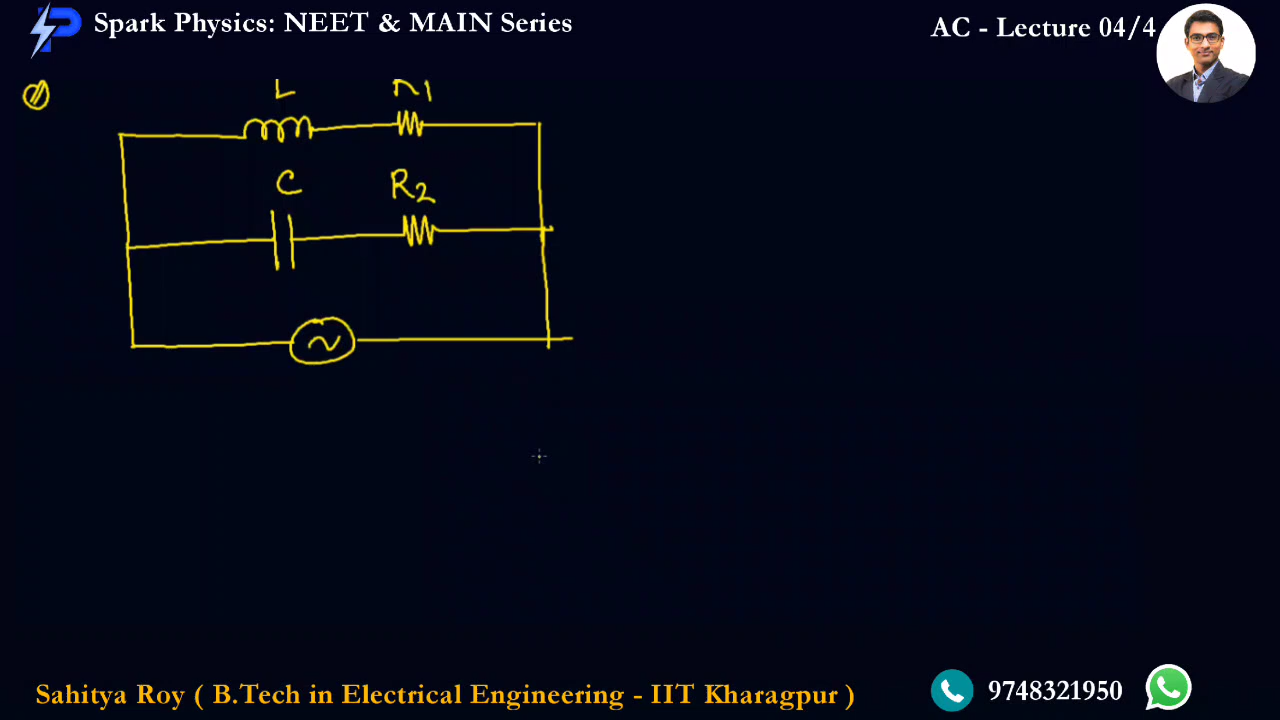 Spark Physics: NEET & MAIN Series
AC - Lecture 04/4
L
R1
C
R2
~
Sahitya Roy ( B.Tech in Electrical Engineering - IIT Kharagpur )
9748321950